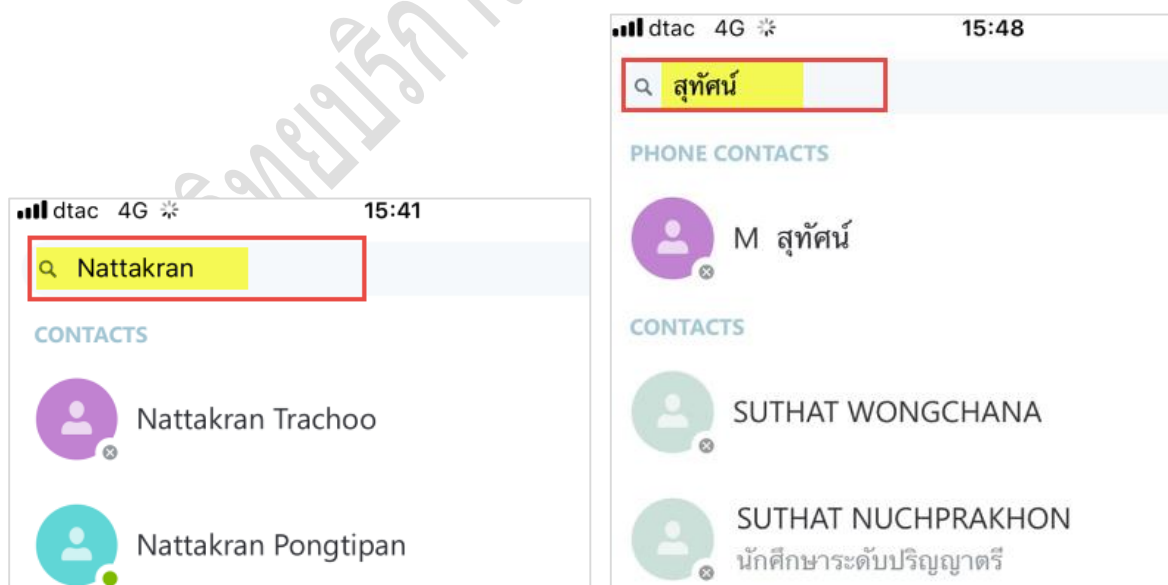 dtac 4G 15:41
Nattakran
CONTACTS
Nattakran Trachoo
Nattakran Pongtipan
dtac 4G 15:48
สุทัศน์
PHONE CONTACTS
M สุทัศน์
CONTACTS
SUTHAT WONGCHANA
SUTHAT NUCHPRAKHON
นักศึกษาระดับปริญญาตรี